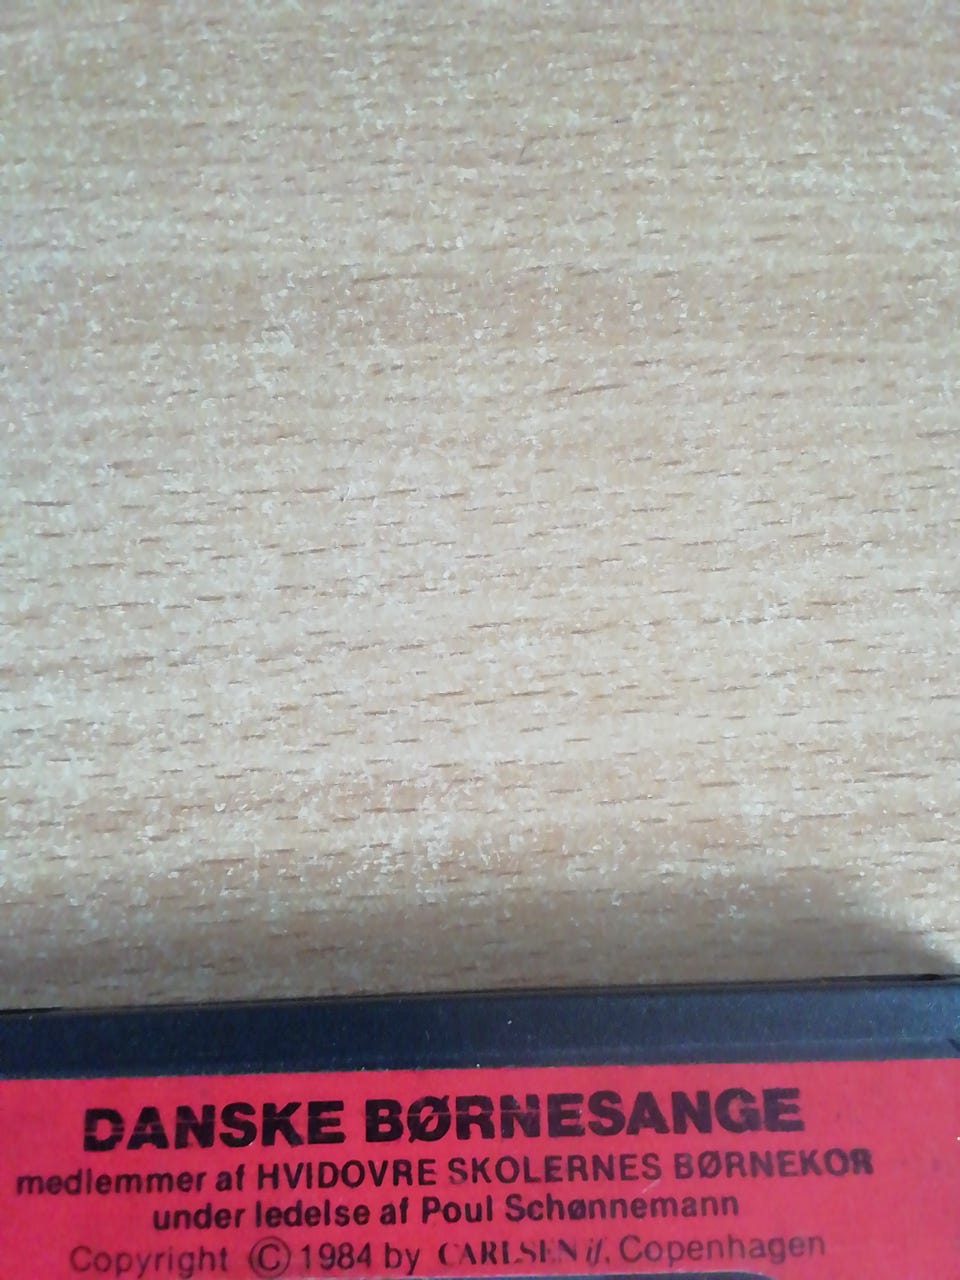 DANSKE BØRNESANGE
medlemmer af HVIDOVRE SKOLERNES BØRNEKOR
under ledelse af Poul Schønnemann
Copyright © 1984 by CARLSEN if, Copenhagen